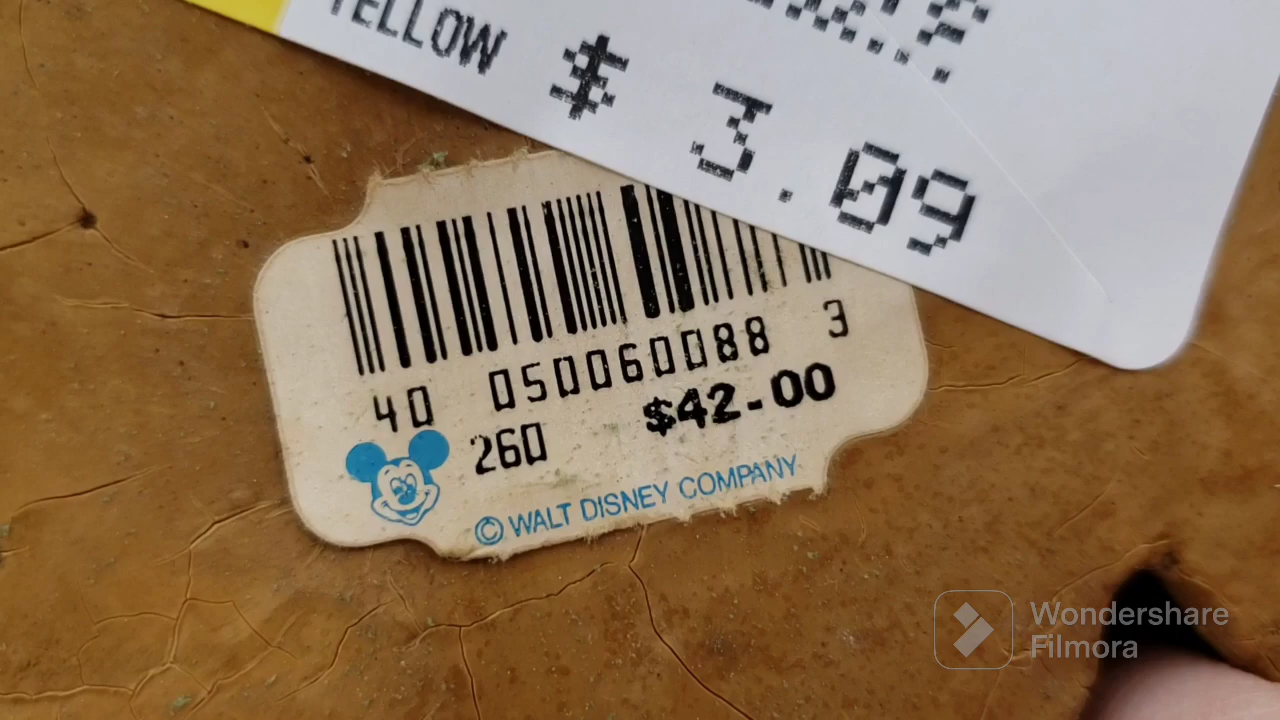 YELLOW
$ 3.09
40 050060088 3
260 $42.00
© WALT DISNEY COMPANY
Wondershare
Filmora